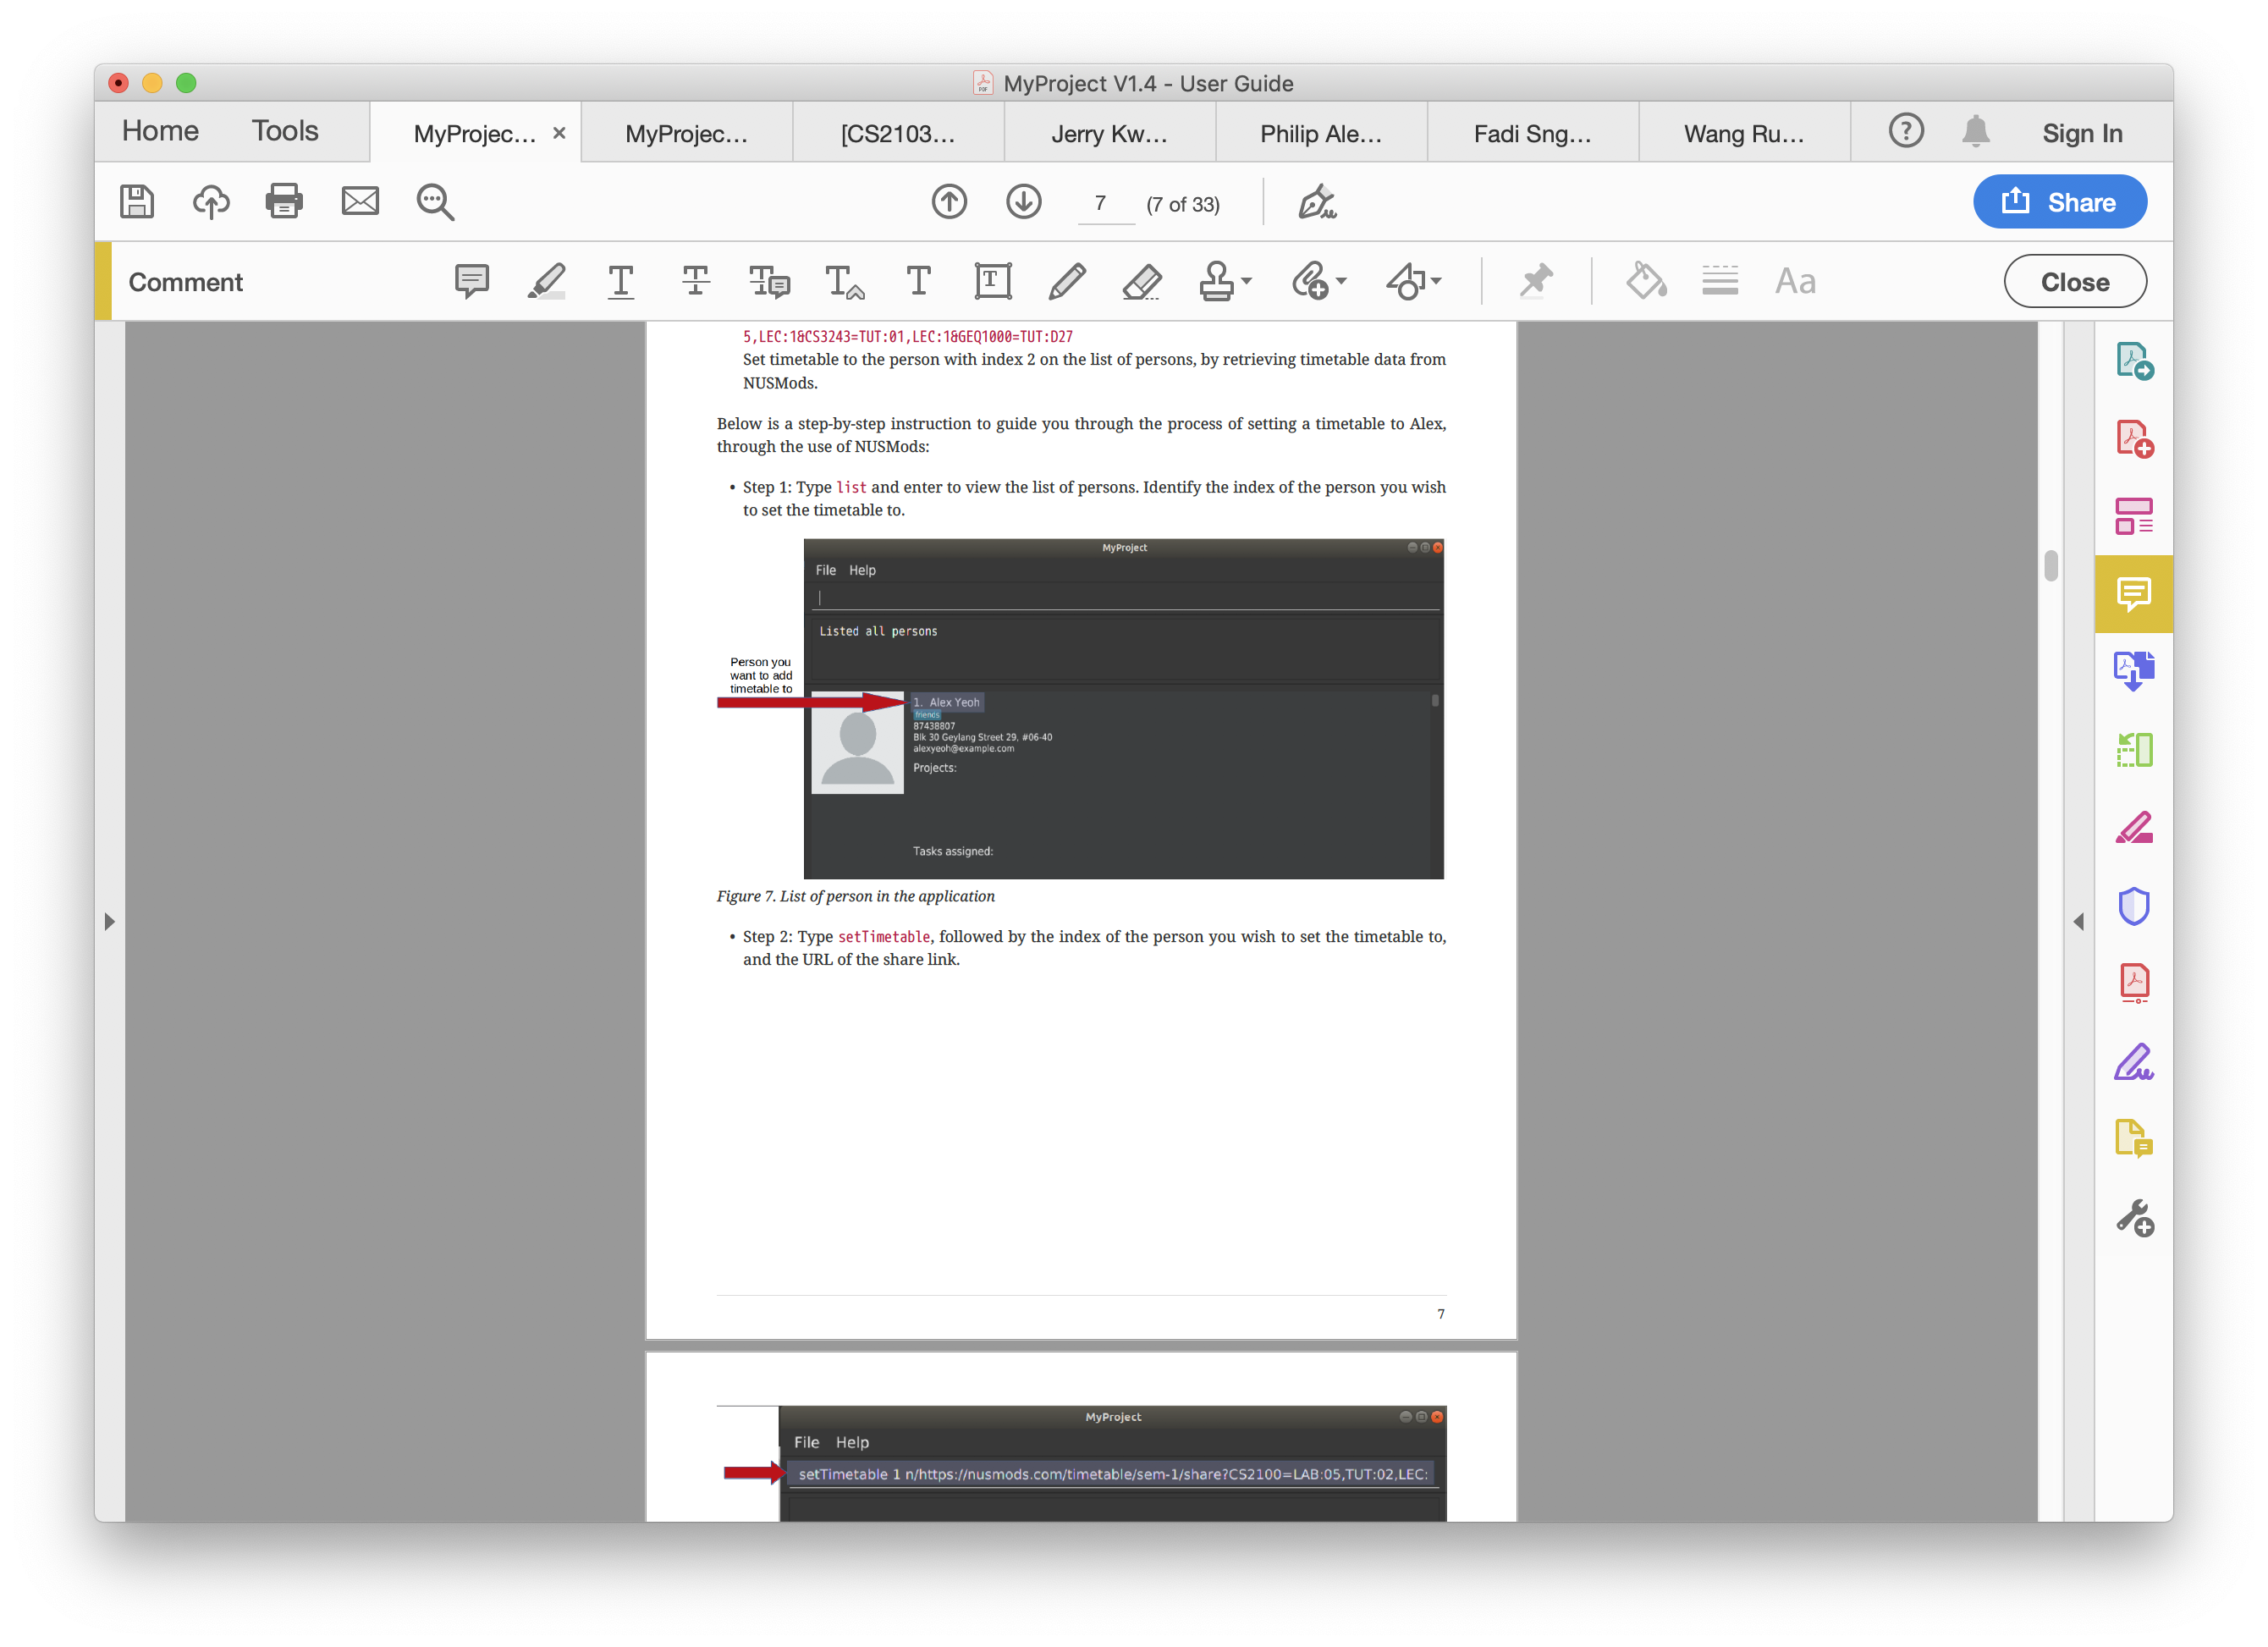 MyProject V1.4 - User Guide
Home Tools MyProjec... × MyProjec... [CS2103... Jerry Kw... Philip Ale... Fadi Sng... Wang Ru... Sign In
7 (7 of 33) Share
Comment Aa Close
5,LEC:1&CS3243=TUT:01,LEC:1&GEQ1000=TUT:D27
Set timetable to the person with index 2 on the list of persons, by retrieving timetable data from
NUSMods.
Below is a step-by-step instruction to guide you through the process of setting a timetable to Alex,
through the use of NUSMods:
• Step 1: Type list and enter to view the list of persons. Identify the index of the person you wish
to set the timetable to.
MyProject
File Help
Listed all persons
Person you
want to add
timetable to
1. Alex Yeoh
friends
87438807
Blk 30 Geylang Street 29, #06-40
alexyeoh@example.com
Projects:
Tasks assigned:
Figure 7. List of person in the application
• Step 2: Type setTimetable, followed by the index of the person you wish to set the timetable to,
and the URL of the share link.
7
MyProject
File Help
setTimetable 1 n/https://nusmods.com/timetable/sem-1/share?CS2100=LAB:05,TUT:02,LEC: